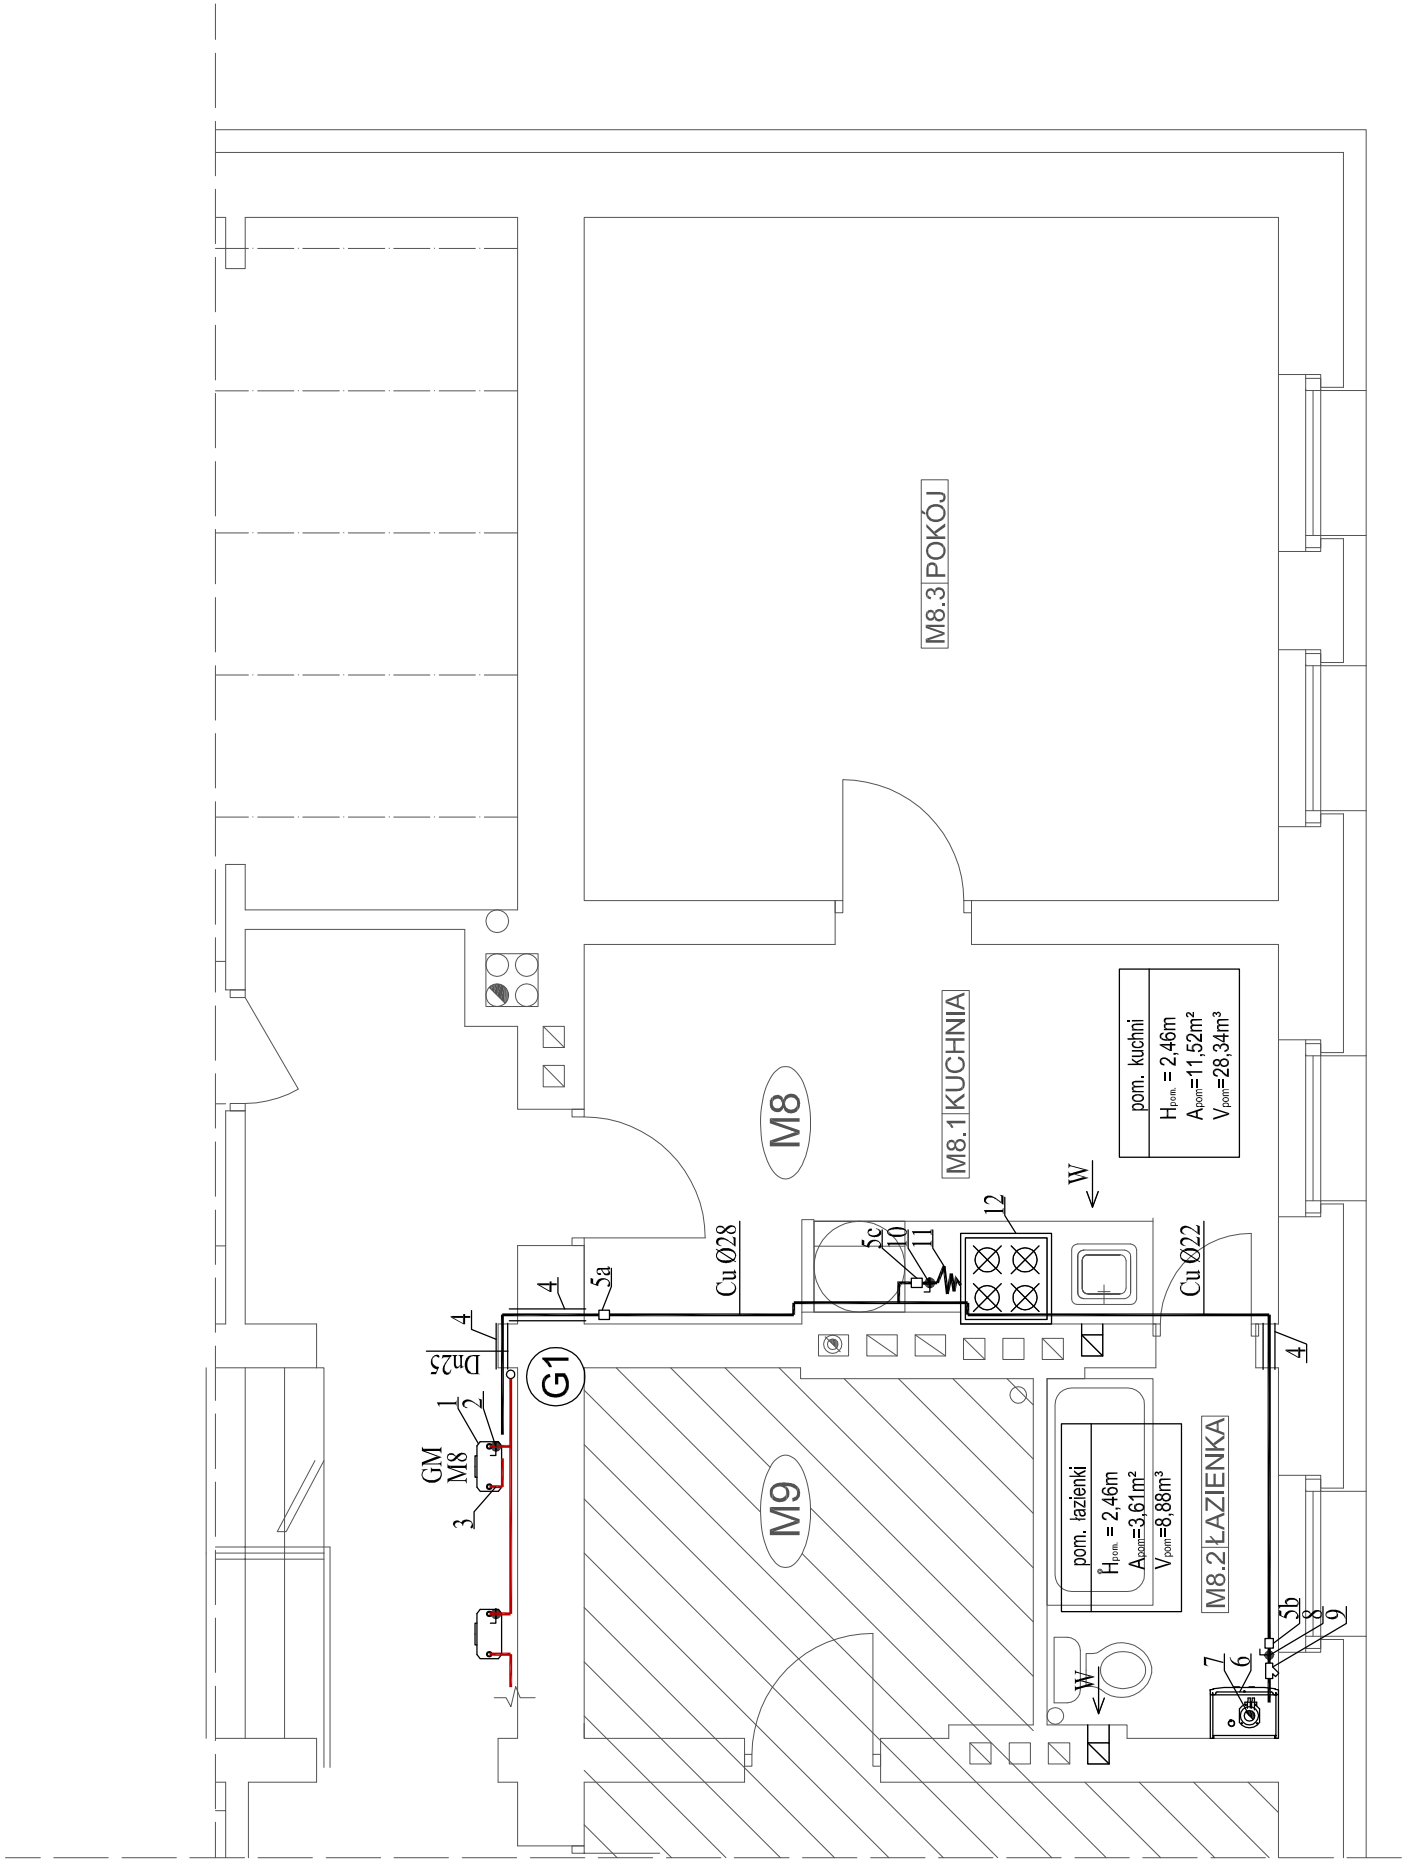 M8.3 POKÓJ
M8
M8.1 KUCHNIA
pom. kuchni
Hpom. = 2,46m
Apom=11,52m²
Vpom=28,34m³
W
12
5c
10
11
Cu Ø28
Cu Ø22
4
5a
4
Dn25
G1
1
2
GM
M8
3
4
M9
pom. łazienki
Hpom. = 2,46m
Apom=3,61m²
Vpom=8,88m³
M8.2 ŁAZIENKA
W
7
6
5b
8
9